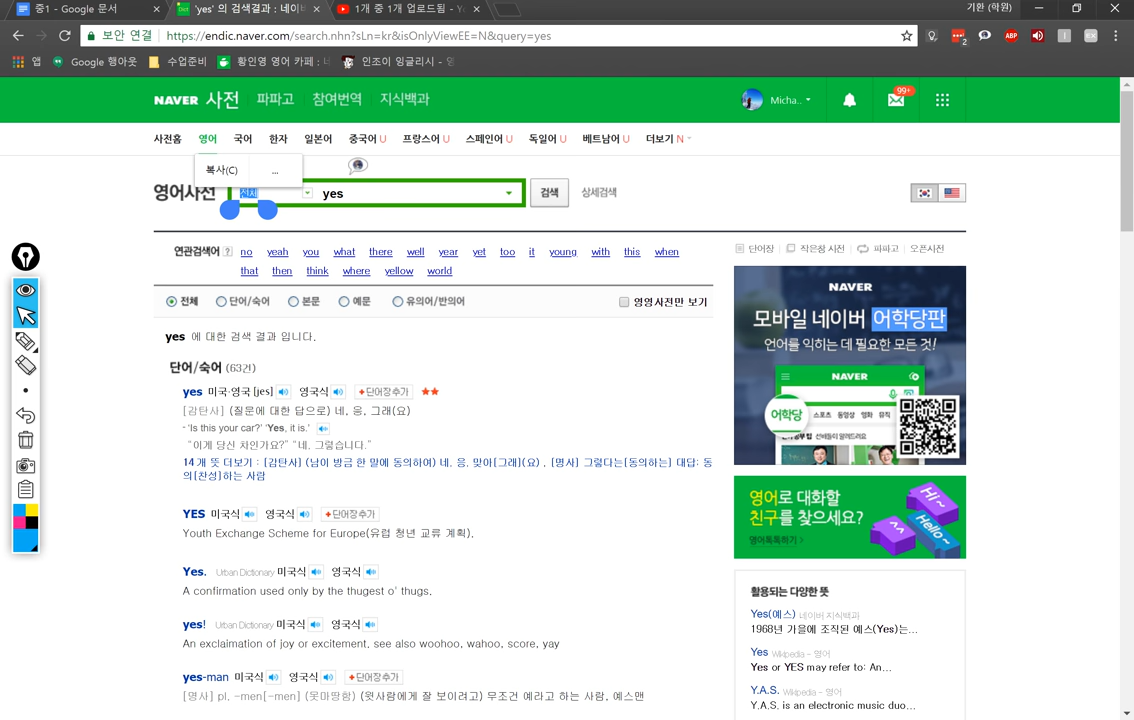 중1 - Google 문서
'yes' 의 검색결과 : 네이
1개 중 1개 업로드됨 - Y
기환 (학원)
보안 연결
https://endic.naver.com/search.nhn?sLn=kr&isOnlyViewEE=N&query=yes
2
ABP
EX
앱
Google 행아웃
수업준비
황인영 영어 카페 : 네
인조이 잉글리시 - 영
NAVER 사전
파파고
참여번역
지식백과
Micha..
99+
사전홈
영어
국어
한자
일본어
중국어 U
프랑스어 U
스페인어 U
독일어 U
베트남어 U
더보기 N
복사(C)
...
영어사전
전체
yes
검색
상세검색
연관검색어 ?
no yeah you what there well year yet too it young with this when
that then think where yellow world
단어장
작은창 사전
파파고
오픈사전
전체
단어/숙어
본문
예문
유의어/반의어
영영사전만 보기
yes 에 대한 검색 결과 입니다.
단어/숙어 (63건)
yes 미국·영국 [jes] 영국식 +단어장추가 ★★
[감탄사] (질문에 대한 답으로) 네, 응, 그래(요)
- 'Is this your car?' 'Yes, it is.'
“이게 당신 차인가요?” “네. 그렇습니다.”
14개 뜻 더보기 : [감탄사] (남이 방금 한 말에 동의하여) 네. 응. 맞아[그래](요) , [명사] 그렇다는[동의하는] 대답; 동
의[찬성]하는 사람
YES 미국식 영국식 +단어장추가
Youth Exchange Scheme for Europe(유럽 청년 교류 계획).
Yes. Urban Dictionary 미국식 영국식
A confirmation used only by the thugest o' thugs.
yes! Urban Dictionary 미국식 영국식
An exclaimation of joy or excitement, see also woohoo, wahoo, score, yay
yes-man 미국식 영국식 +단어장추가
[명사] pl. -men[-men] (못마땅함) (윗사람에게 잘 보이려고) 무조건 예라고 하는 사람, 예스맨
NAVER
모바일 네이버 어학당판
언어를 익히는 데 필요한 모든 것!
NAVER
어학당
스포츠 동영상 영화 뮤직
영어로 대화할
친구를 찾으세요?
영어톡톡하기 >
Hi~
^^
Hello~
활용되는 다양한 뜻
Yes(예스) 네이버 지식백과
1968년 가을에 조직된 예스(Yes)는...
Yes Wikipedia - 영어
Yes or YES may refer to: An...
Y.A.S. Wikipedia - 영어
Y.A.S. is an electronic music duo...